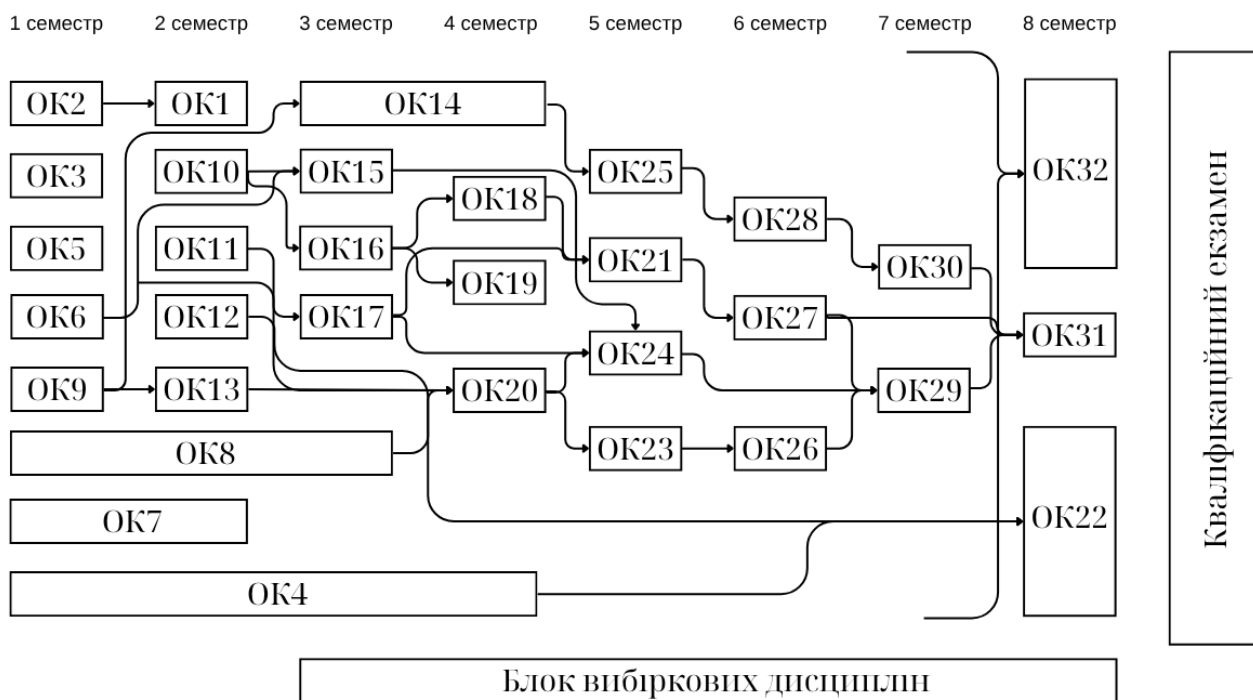 1 семестр 2 семестр 3 семестр 4 семестр 5 семестр 6 семестр 7 семестр 8 семестр
ОК2 ОК1 ОК14
ОК3 ОК10 ОК15 ОК25 ОК32
ОК18 ОК28
ОК5 ОК11 ОК16 ОК21 ОК30
ОК19
ОК6 ОК12 ОК17 ОК27 ОК31
ОК24
ОК9 ОК13 ОК20 ОК29
ОК8 ОК23 ОК26
ОК7 ОК22
ОК4
Кваліфікаційний екзамен
Блок вибіркових дисциплін